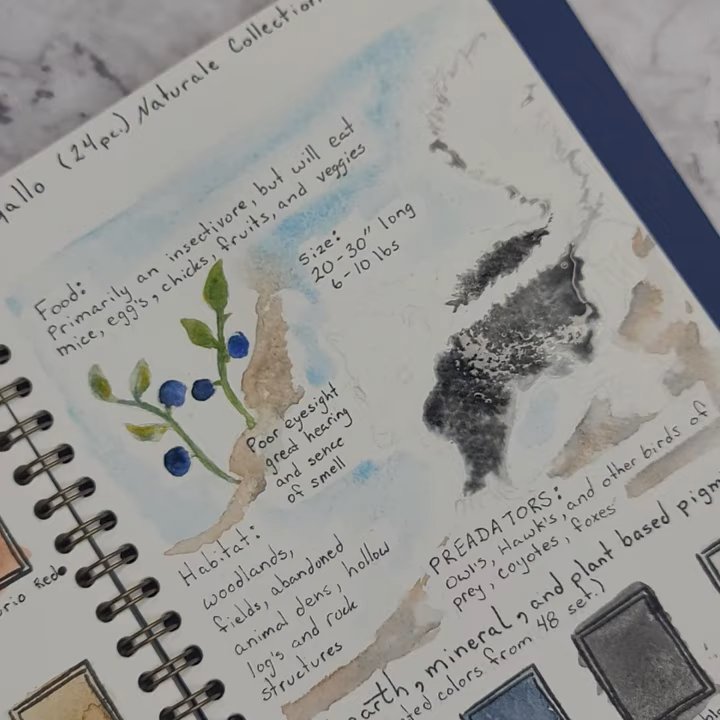 (24pc.) Naturale Collection
Food:
Primarily an insectivore, but will eat
mice, egg's, chicks, fruits, and veggies
Size:
20-30" long
6-10 lbs
Poor eyesight
great hearing
and sence
of smell
Habitat:
woodlands,
fields, abandoned
animal dens, hollow
log's and rock
structures
PREADATORS:
Owl's, Hawk's, and other birds of
prey, coyotes, foxes
earth, mineral, and plant based pigm
ted colors from 48 set.)
orio Red